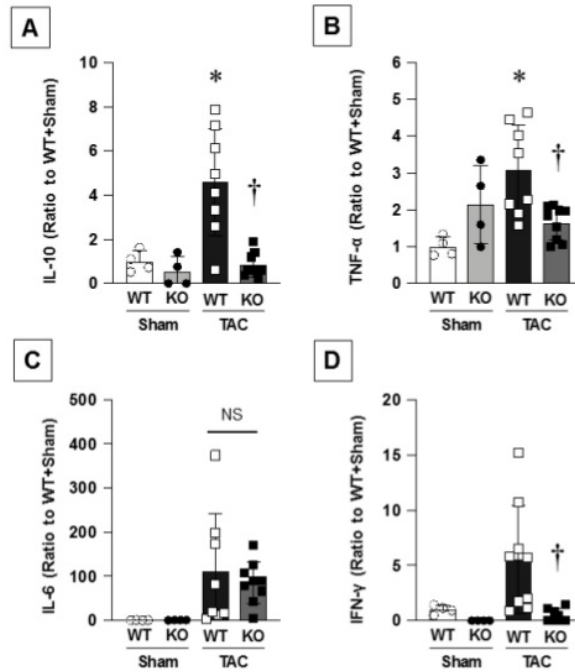 A
IL-10 (Ratio to WT+Sham)
10
8
6
4
2
0
*
†
WT KO WT KO
Sham TAC
B
TNF-α (Ratio to WT+Sham)
6
5
4
3
2
1
0
*
†
WT KO WT KO
Sham TAC
C
IL-6 (Ratio to WT+Sham)
500
400
300
200
100
0
NS
WT KO WT KO
Sham TAC
D
IFN-γ (Ratio to WT+Sham)
20
15
10
5
0
†
WT KO WT KO
Sham TAC